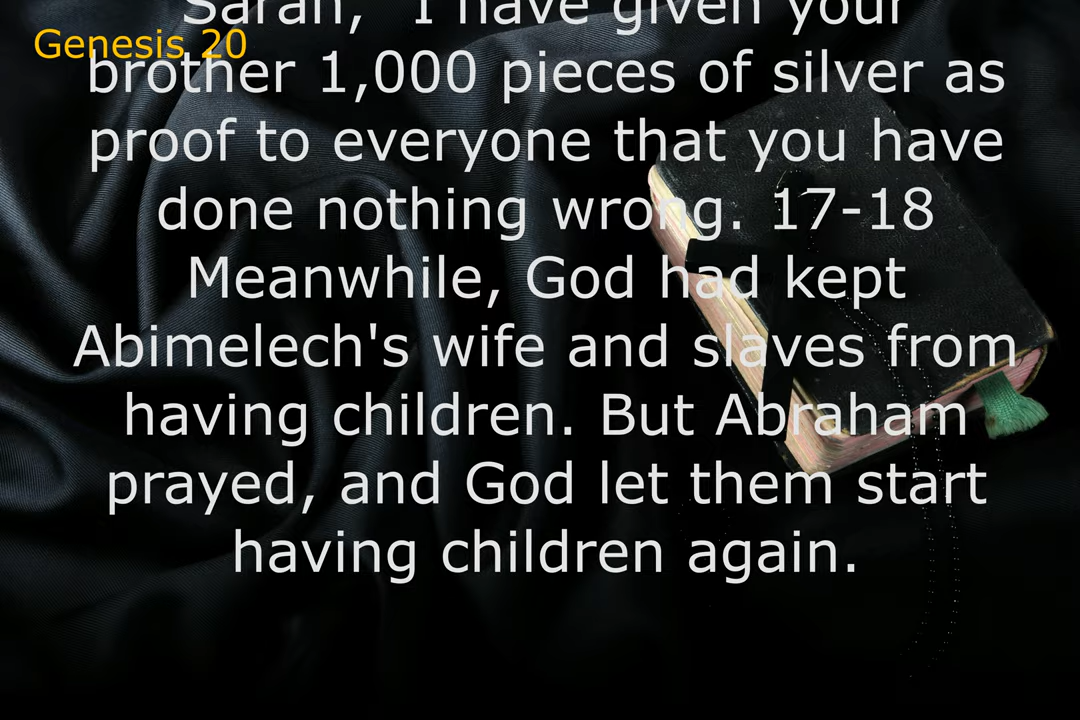 Sarah, "I have given your
Genesis 20
brother 1,000 pieces of silver as
proof to everyone that you have
done nothing wrong. 17-18
Meanwhile, God had kept
Abimelech's wife and slaves from
having children. But Abraham
prayed, and God let them start
having children again.